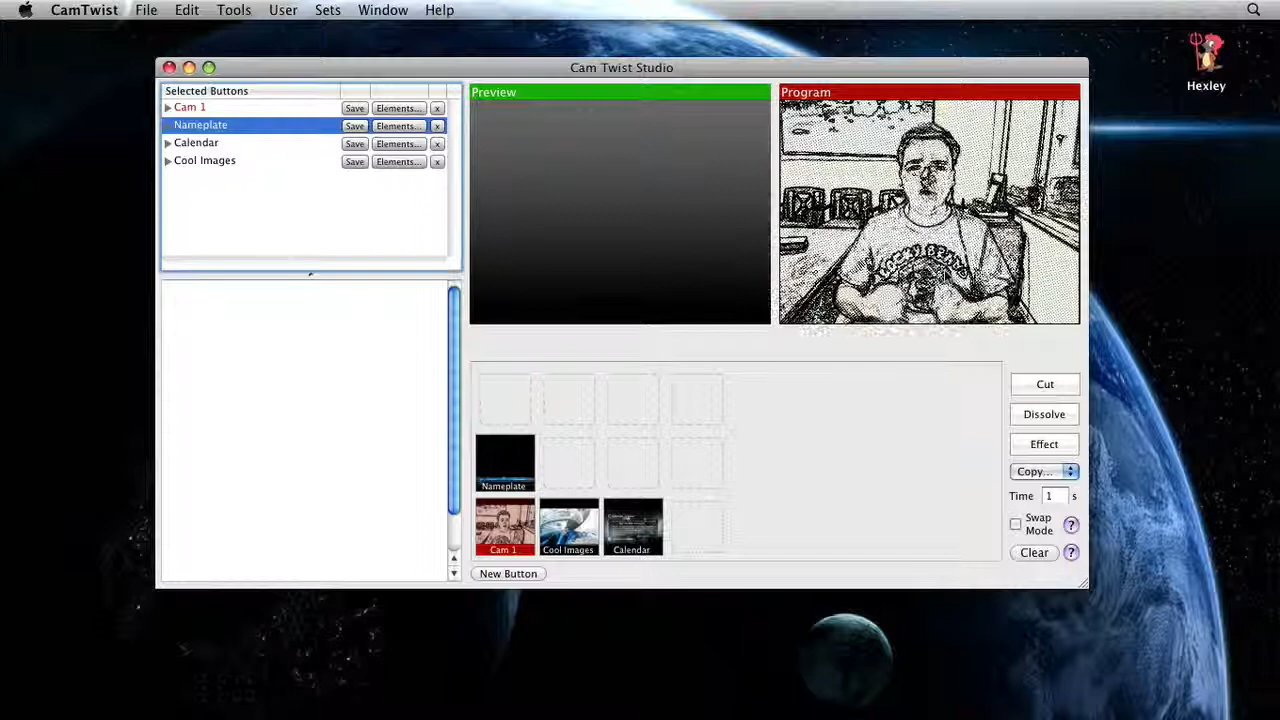 CamTwist File Edit Tools User Sets Window Help
Hexley
Cam Twist Studio
Selected Buttons
Cam 1 Save Elements... x
Nameplate Save Elements... x
Calendar Save Elements... x
Cool Images Save Elements... x
Preview
Program
Cut
Dissolve
Effect
Copy...
Time 1 s
Swap
Mode ?
Clear ?
Nameplate
Cam 1 Cool Images Calendar
New Button